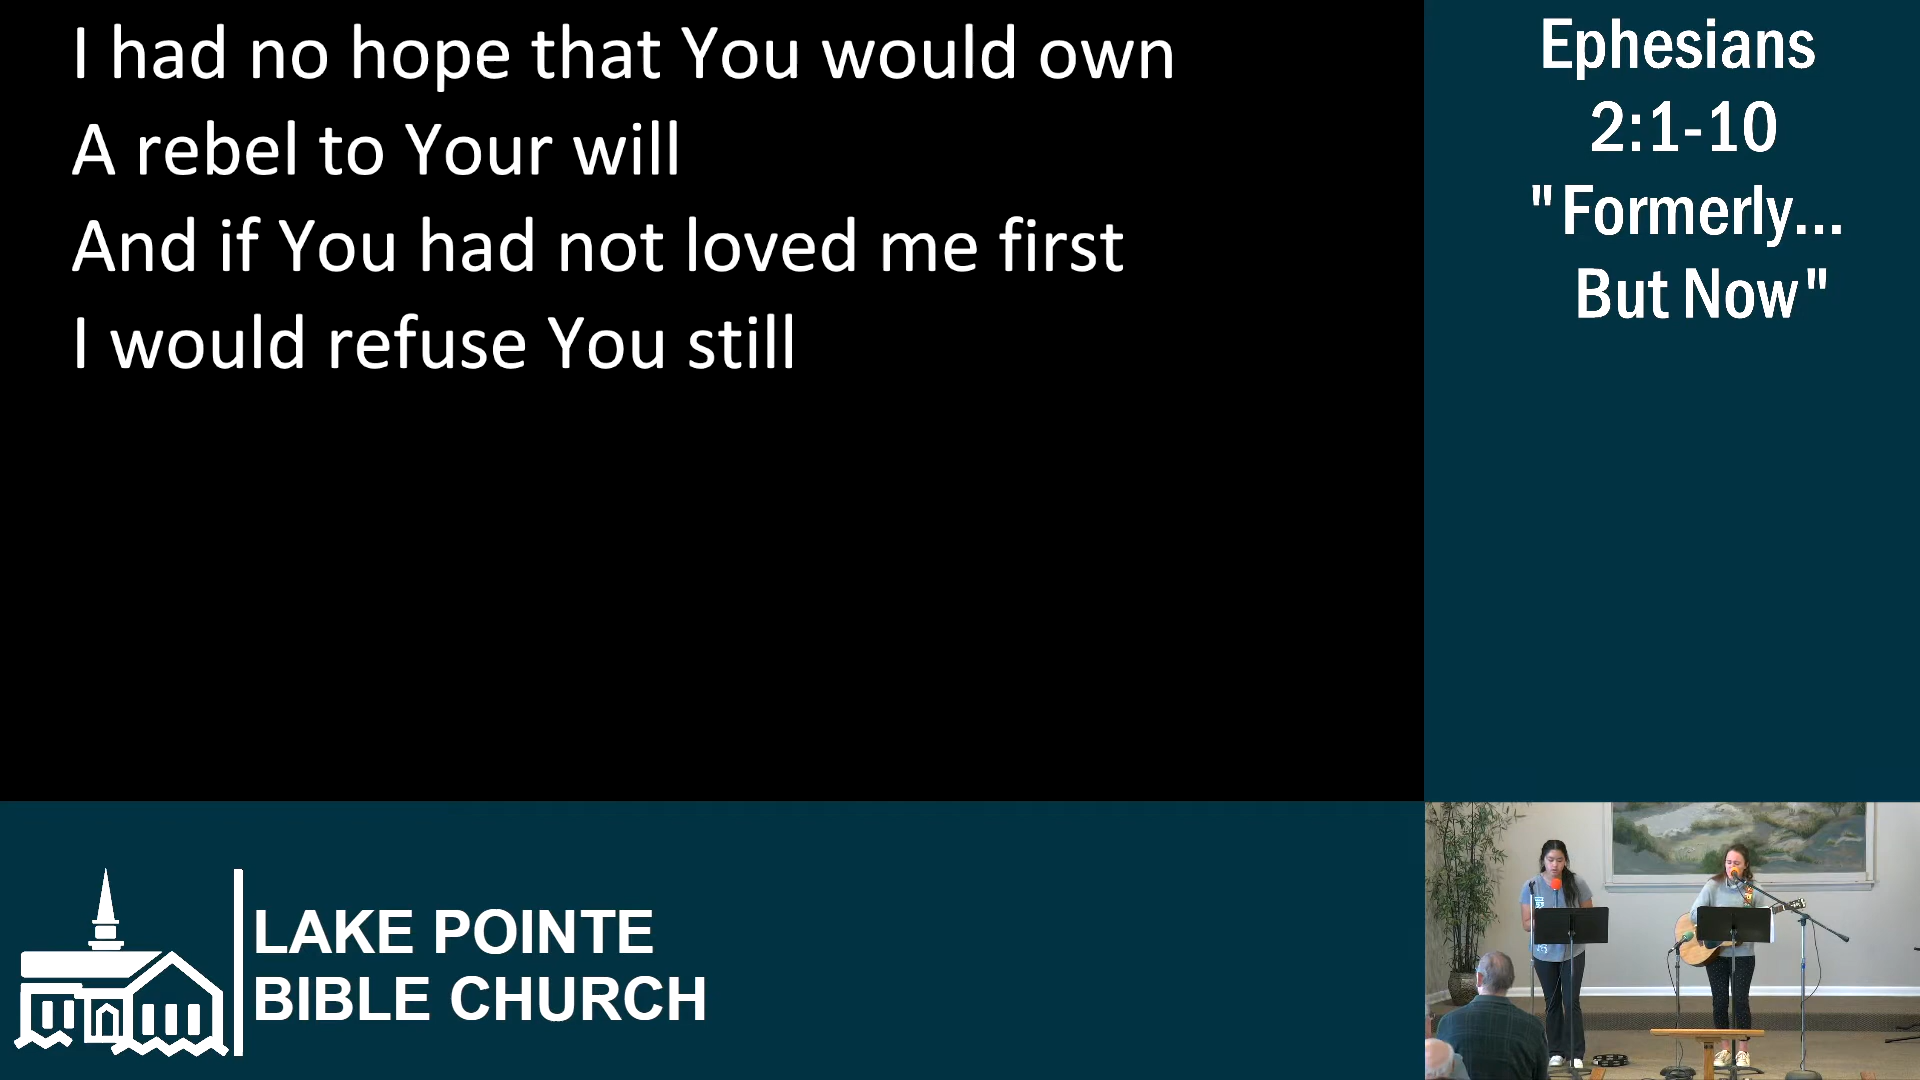 I had no hope that You would own
A rebel to Your will
And if You had not loved me first
I would refuse You still
Ephesians
2:1-10
"Formerly...
But Now"
LAKE POINTE
BIBLE CHURCH